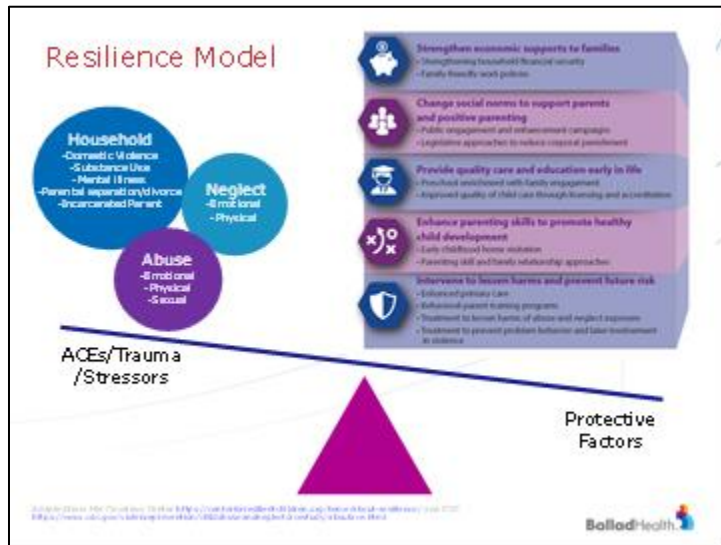 Resilience Model
Household
-Domestic Violence
-Substance Use
-Mental Illness
-Parental separation/divorce
-Incarcerated Parent
Neglect
-Emotional
-Physical
Abuse
-Emotional
-Physical
-Sexual
ACEs/Trauma
/Stressors
Strengthen economic supports to families
• Strengthening household financial security
• Family-friendly work policies
Change social norms to support parents
and positive parenting
• Public engagement and enhancement campaigns
• Legislative approaches to reduce corporal punishment
Provide quality care and education early in life
• Preschool enrichment with family engagement
• Improved quality of child care through licensing and accreditation
Enhance parenting skills to promote healthy
child development
• Early childhood home visitation
• Parenting skill and family relationship approaches
Intervene to lessen harms and prevent future risk
• Enhanced primary care
• Behavioral parent training programs
• Treatment to lessen harms of abuse and neglect exposure
• Treatment to prevent problem behavior and later involvement
in violence
Protective
Factors
BalladHealth